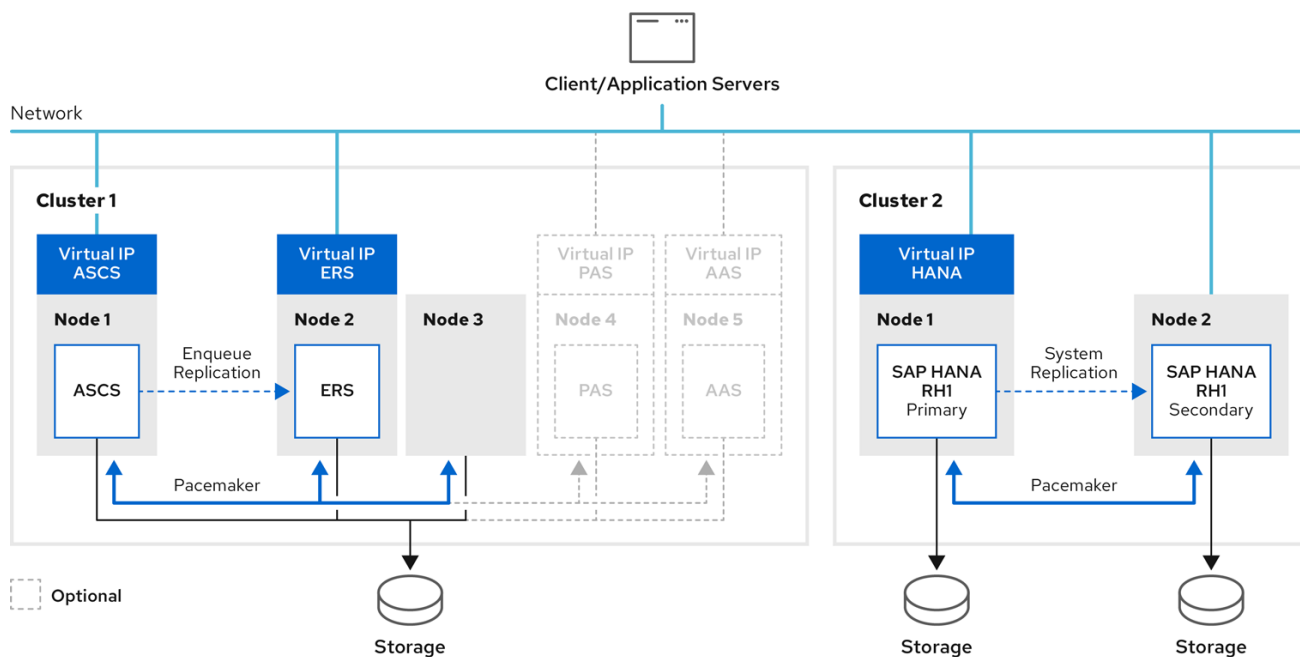 Client/Application Servers
Network
Cluster 1
Virtual IP
ASCS
Virtual IP
ERS
Virtual IP
PAS
Virtual IP
AAS
Node 1
Node 2
Node 3
Node 4
Node 5
ASCS
Enqueue
Replication
ERS
PAS
AAS
Pacemaker
Cluster 2
Virtual IP
HANA
Node 1
Node 2
SAP HANA
RH1
Primary
System
Replication
SAP HANA
RH1
Secondary
Pacemaker
Optional
Storage
Storage
Storage